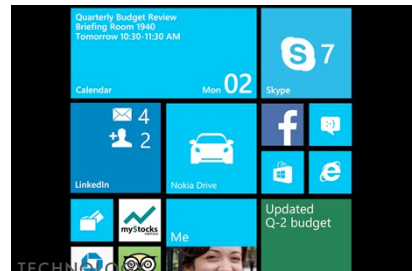 Quarterly Budget Review
Briefing Room 1940
Tomorrow 10:30-11:30 AM
Calendar
Mon 02
7
Skype
4
2
LinkedIn
Nokia Drive
myStocks
Me
Updated
Q-2 budget